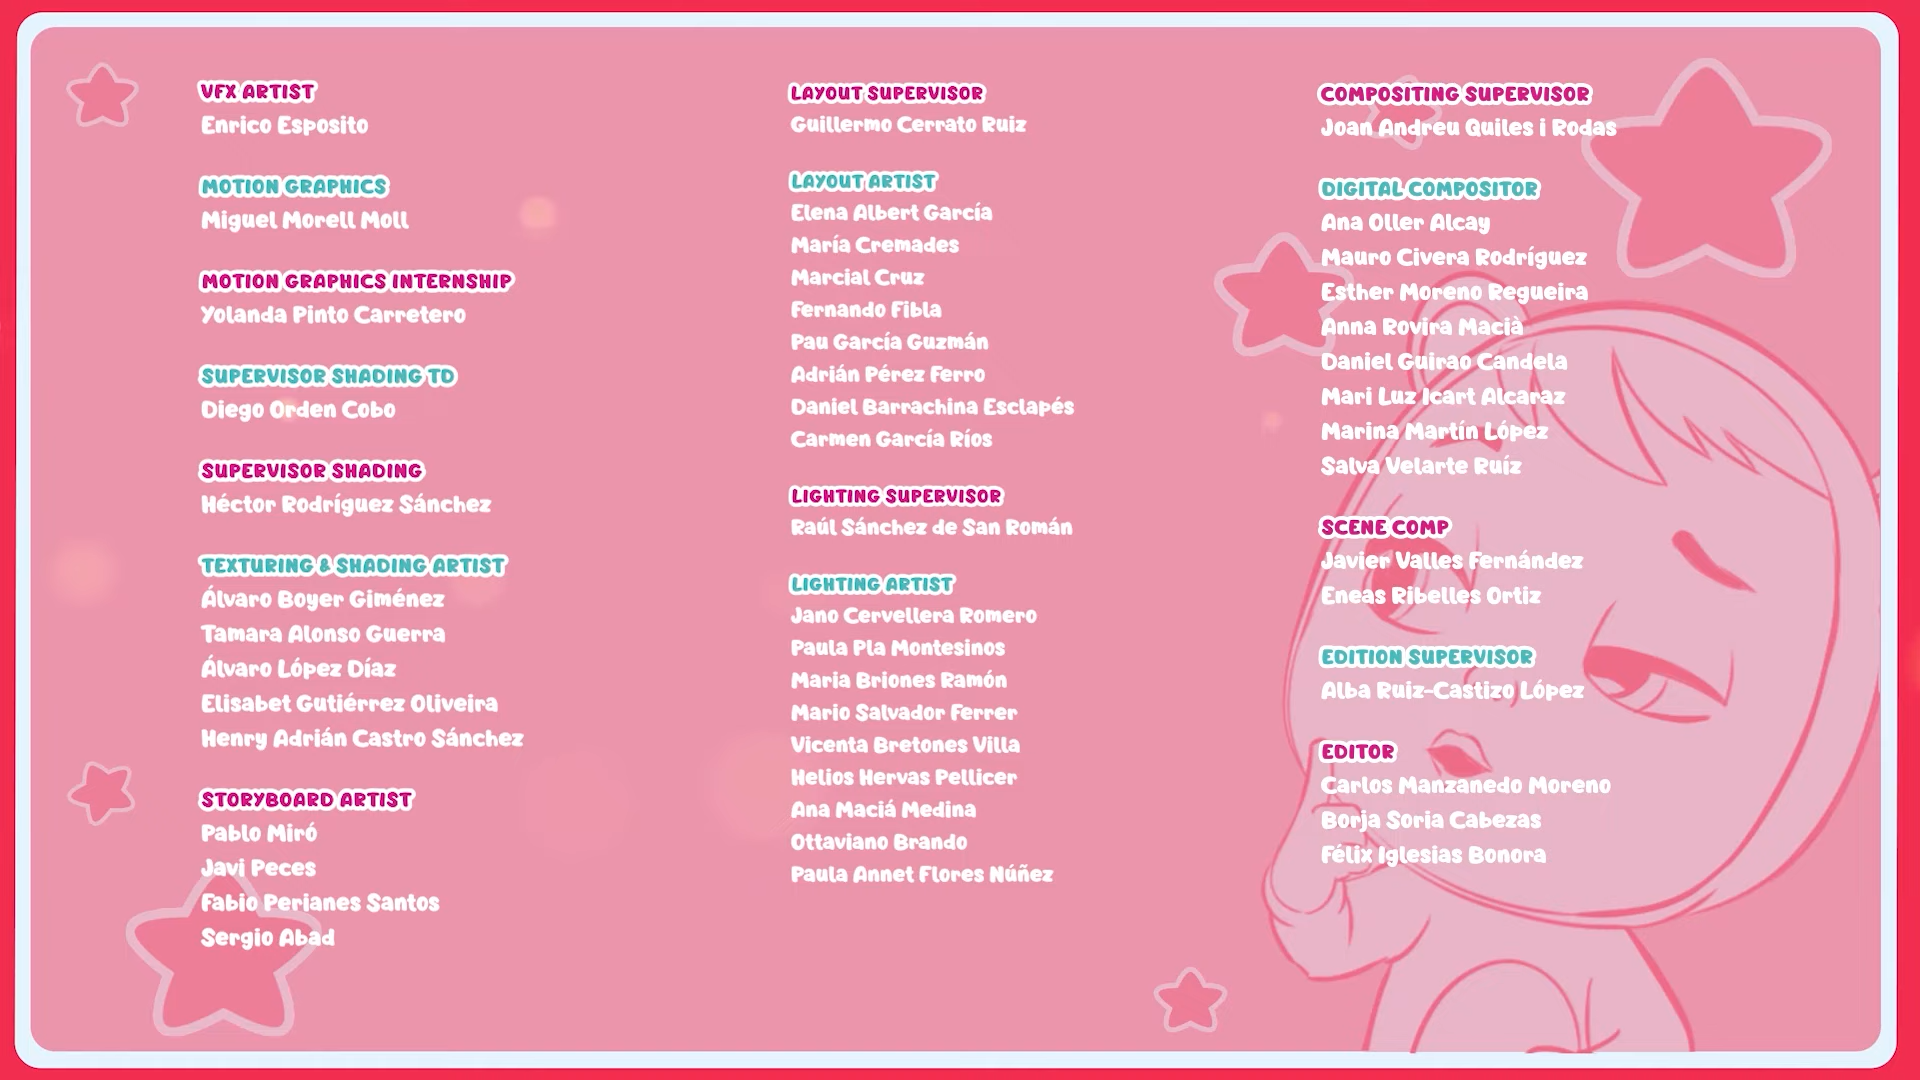 VFX ARTIST
Enrico Esposito
MOTION GRAPHICS
Miguel Morell Moll
MOTION GRAPHICS INTERNSHIP
Yolanda Pinto Carretero
SUPERVISOR SHADING TD
Diego Orden Cobo
SUPERVISOR SHADING
Héctor Rodríguez Sánchez
TEXTURING & SHADING ARTIST
Álvaro Boyer Giménez
Tamara Alonso Guerra
Álvaro López Díaz
Elisabet Gutiérrez Oliveira
Henry Adrián Castro Sánchez
STORYBOARD ARTIST
Pablo Miró
Javi Peces
Fabio Perianes Santos
Sergio Abad
LAYOUT SUPERVISOR
Guillermo Cerrato Ruiz
LAYOUT ARTIST
Elena Albert García
María Cremades
Marcial Cruz
Fernando Fibla
Pau García Guzmán
Adrián Pérez Ferro
Daniel Barrachina Esclapés
Carmen García Ríos
LIGHTING SUPERVISOR
Raúl Sánchez de San Román
LIGHTING ARTIST
Jano Cervellera Romero
Paula Pla Montesinos
Maria Briones Ramón
Mario Salvador Ferrer
Vicenta Bretones Villa
Helios Hervas Pellicer
Ana Maciá Medina
Ottaviano Brando
Paula Annet Flores Núñez
COMPOSITING SUPERVISOR
Joan Andreu Quiles i Rodas
DIGITAL COMPOSITOR
Ana Oller Alcay
Mauro Civera Rodríguez
Esther Moreno Regueira
Anna Rovira Macià
Daniel Guirao Candela
Mari Luz Icart Alcaraz
Marina Martín López
Salva Velarte Ruíz
SCENE COMP
Javier Valles Fernández
Eneas Ribelles Ortiz
EDITION SUPERVISOR
Alba Ruiz-Castizo López
EDITOR
Carlos Manzanedo Moreno
Borja Soria Cabezas
Félix Iglesias Bonora